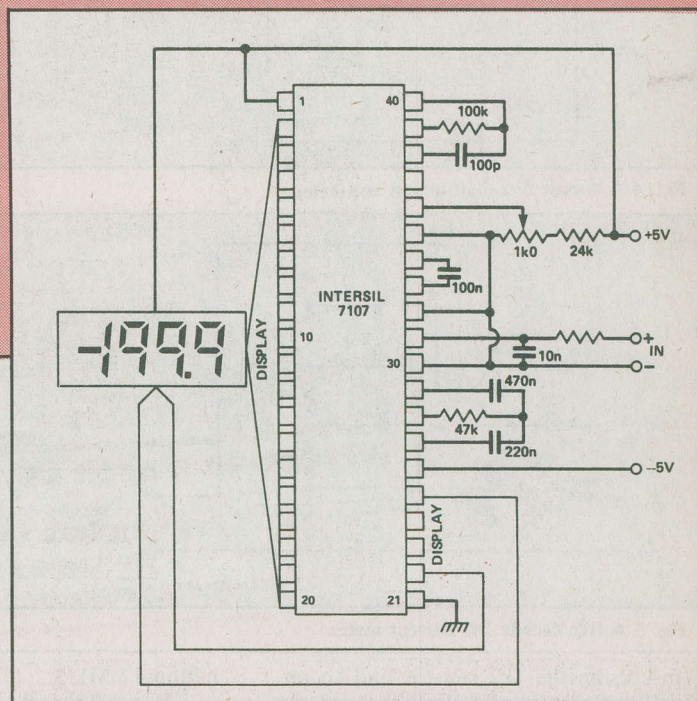 1
40
100k
100p
+5V
1k0
24k
100n
INTERSIL
7107
10
DISPLAY
-199.9
30
+
IN
10n
-
470n
47k
220n
-5V
DISPLAY
20
21